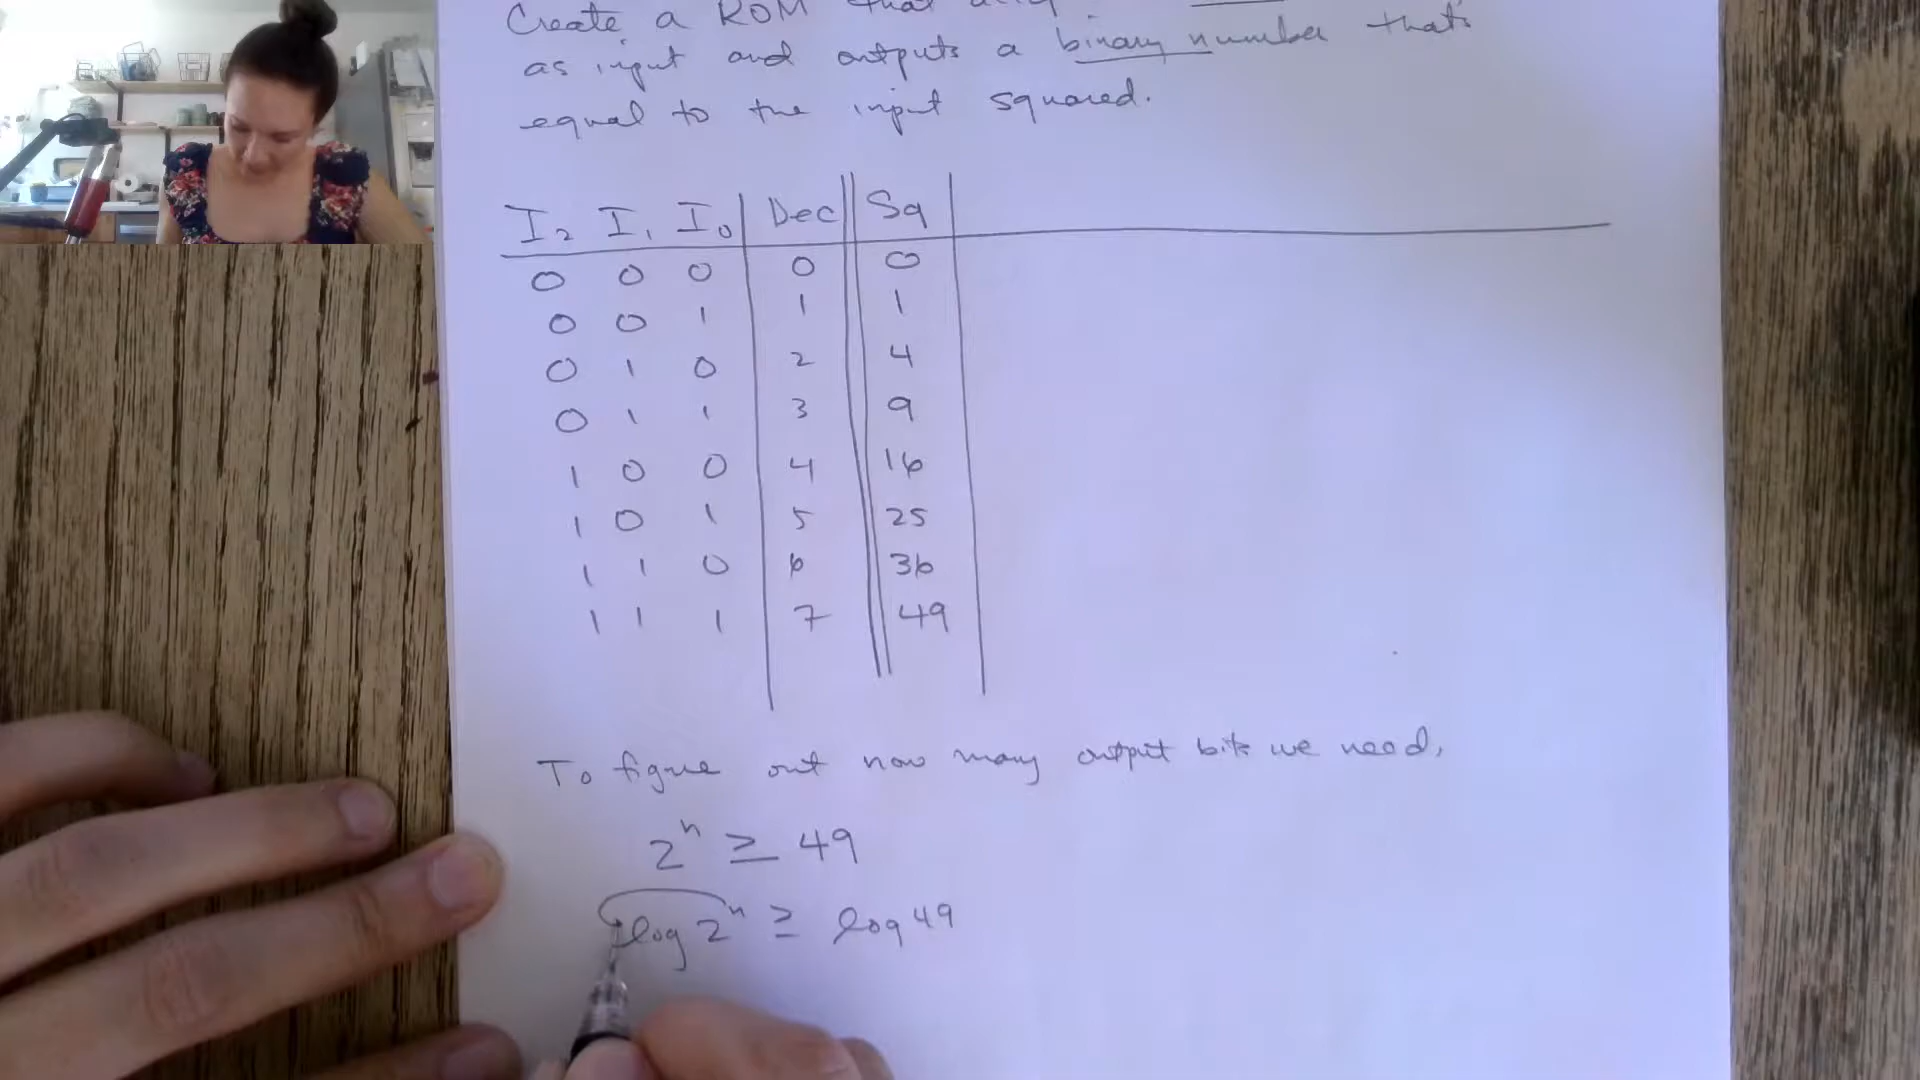 Create a ROM that
as input and outputs a binary number that's
equal to the input squared.
I₂ I₁ I₀ Dec Sq
0 0 0 0 0
0 0 1 1 1
0 1 0 2 4
0 1 1 3 9
1 0 0 4 16
1 0 1 5 25
1 1 0 6 36
1 1 1 7 49
To figure out how many output bits we need,
2ⁿ ≥ 49
log 2ⁿ ≥ log 49